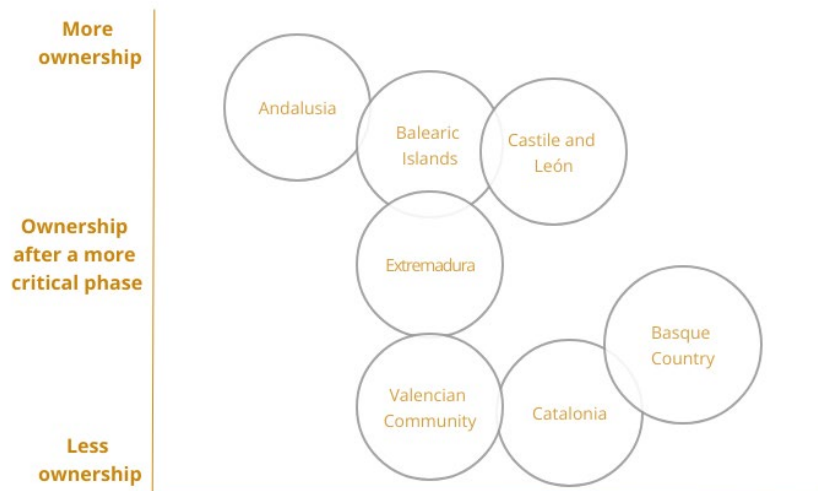 More
ownership
Andalusia
Balearic
Islands
Castile and
León
Ownership
after a more
critical phase
Extremadura
Basque
Country
Valencian
Community
Catalonia
Less
ownership